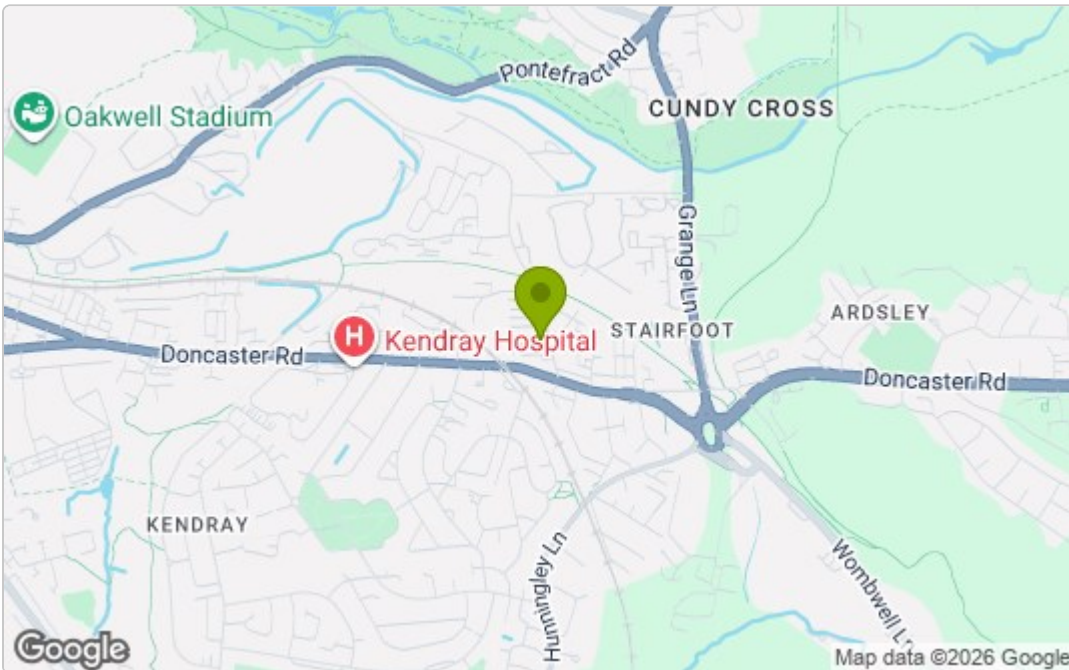 Pontefract Rd
CUNDY CROSS
Oakwell Stadium
Grange Ln
ARDSLEY
STAIRFOOT
H Kendray Hospital
Doncaster Rd
Doncaster Rd
KENDRAY
Hunningley Ln
Wombwell Ln
Google
Map data ©2026 Google